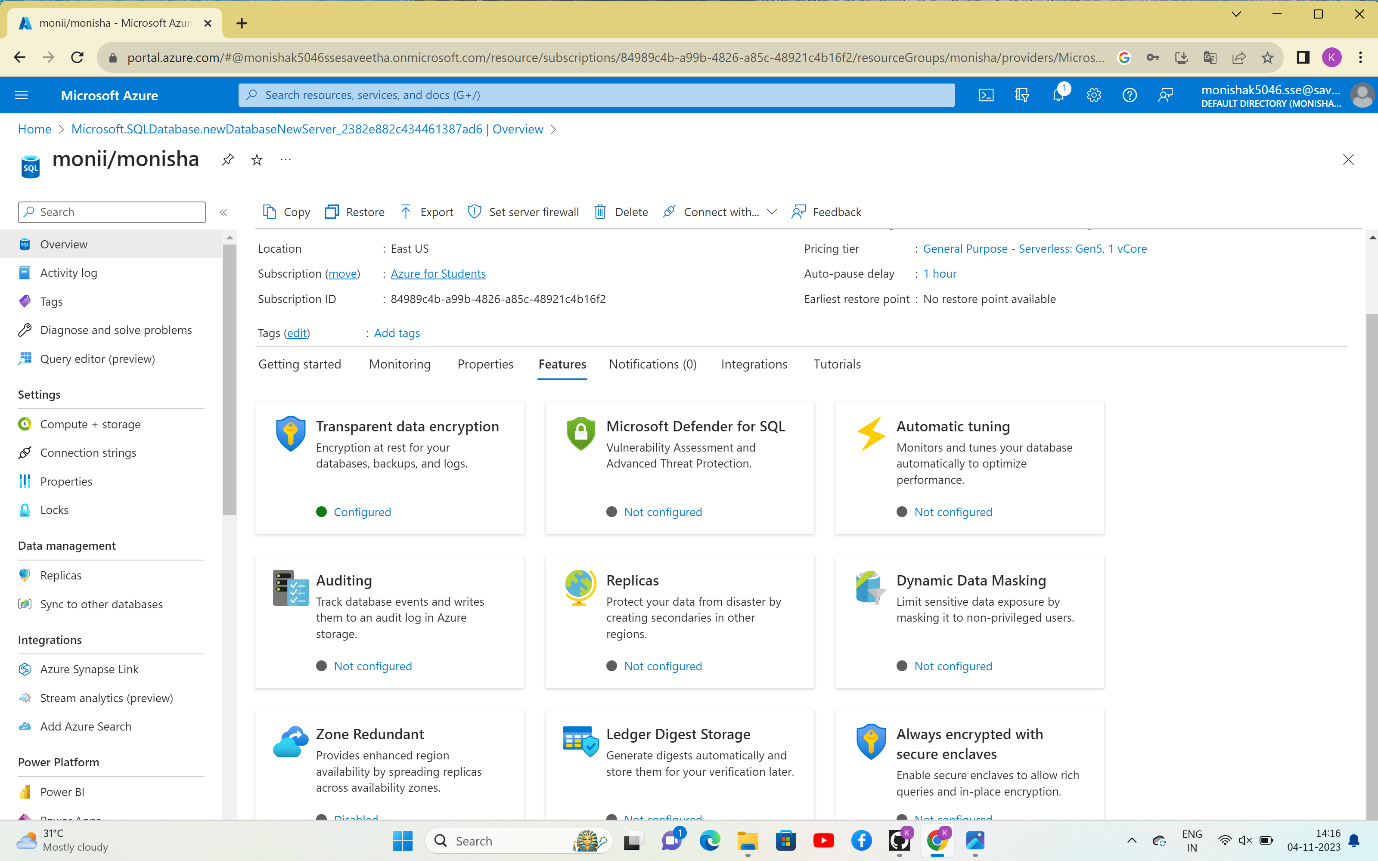 monii/monisha - Microsoft Azure
portal.azure.com/#@monishak5046ssesaveetha.onmicrosoft.com/resource/subscriptions/84989c4b-a99b-4826-a85c-48921c4b16f2/resourceGroups/monisha/providers/Micros...
K
Microsoft Azure
Search resources, services, and docs (G+/)
1
monishak5046.sse@sav...
DEFAULT DIRECTORY (MONISHA...
Home > Microsoft.SQLDatabase.newDatabaseNewServer_2382e882c434461387ad6 | Overview >
SQL
monii/monisha
...
Search
«
Copy
Restore
Export
Set server firewall
Delete
Connect with...
Feedback
Overview
Activity log
Tags
Diagnose and solve problems
Query editor (preview)
Settings
Compute + storage
Connection strings
Properties
Locks
Data management
Replicas
Sync to other databases
Integrations
Azure Synapse Link
Stream analytics (preview)
Add Azure Search
Power Platform
Power BI
Power Apps
Location : East US
Subscription (move) : Azure for Students
Subscription ID : 84989c4b-a99b-4826-a85c-48921c4b16f2
Tags (edit) : Add tags
Pricing tier : General Purpose - Serverless: Gen5, 1 vCore
Auto-pause delay : 1 hour
Earliest restore point : No restore point available
Getting started
Monitoring
Properties
Features
Notifications (0)
Integrations
Tutorials
Transparent data encryption
Encryption at rest for your
databases, backups, and logs.
Configured
Microsoft Defender for SQL
Vulnerability Assessment and
Advanced Threat Protection.
Not configured
Automatic tuning
Monitors and tunes your database
automatically to optimize
performance.
Not configured
Auditing
Track database events and writes
them to an audit log in Azure
storage.
Not configured
Replicas
Protect your data from disaster by
creating secondaries in other
regions.
Not configured
Dynamic Data Masking
Limit sensitive data exposure by
masking it to non-privileged users.
Not configured
Zone Redundant
Provides enhanced region
availability by spreading replicas
across availability zones.
Disabled
Ledger Digest Storage
Generate digests automatically and
store them for your verification later.
Not configured
Always encrypted with
secure enclaves
Enable secure enclaves to allow rich
queries and in-place encryption.
Not configured
31°C
Mostly cloudy
Search
1
K
K
ENG
IN
14:16
04-11-2023